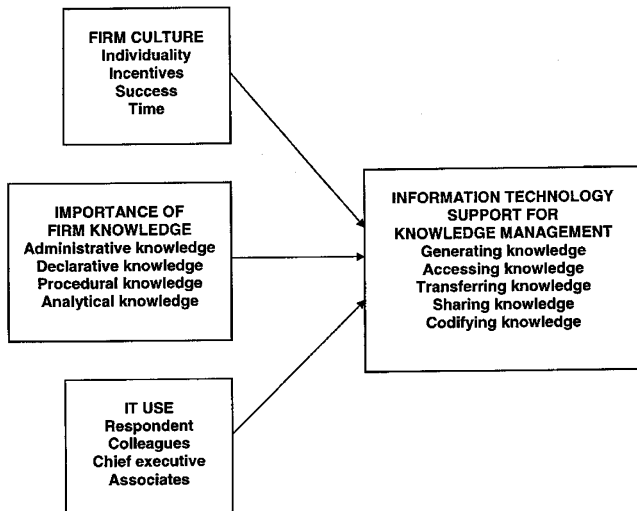 FIRM CULTURE
Individuality
Incentives
Success
Time
IMPORTANCE OF
FIRM KNOWLEDGE
Administrative knowledge
Declarative knowledge
Procedural knowledge
Analytical knowledge
IT USE
Respondent
Colleagues
Chief executive
Associates
INFORMATION TECHNOLOGY
SUPPORT FOR
KNOWLEDGE MANAGEMENT
Generating knowledge
Accessing knowledge
Transferring knowledge
Sharing knowledge
Codifying knowledge